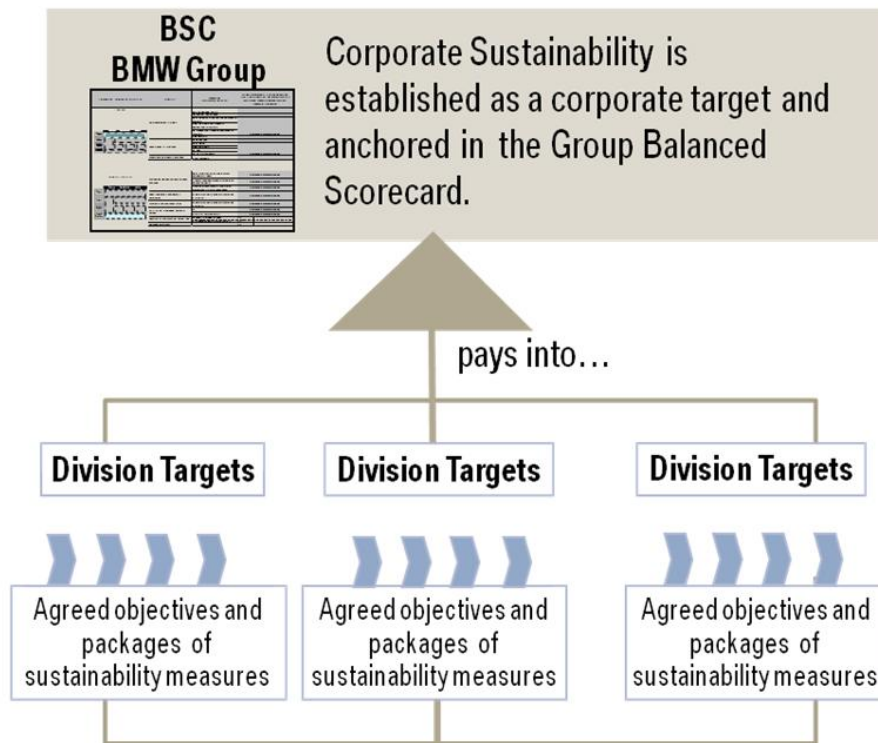 BSC
BMW Group
Corporate Sustainability is
established as a corporate target and
anchored in the Group Balanced
Scorecard.
pays into...
Division Targets
Division Targets
Division Targets
Agreed objectives and
packages of
sustainability measures
Agreed objectives and
packages of
sustainability measures
Agreed objectives and
packages of
sustainability measures